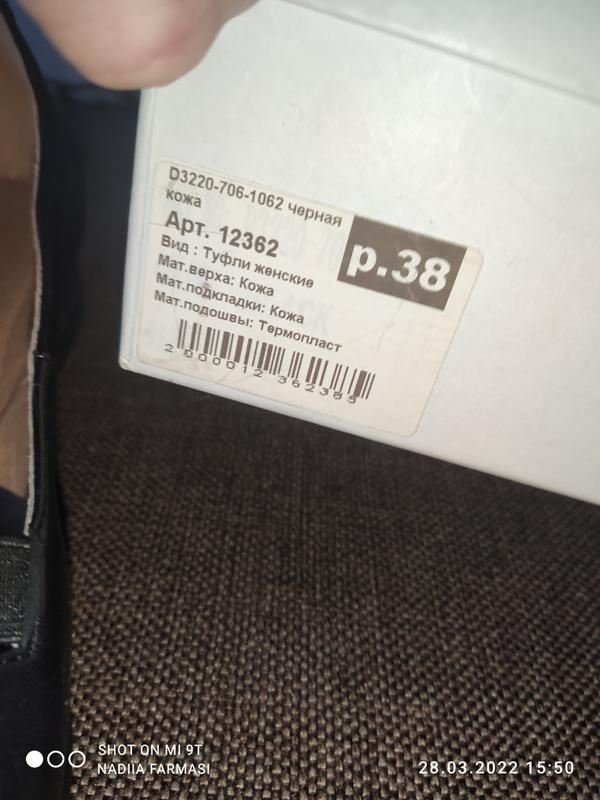 D3220-706-1062 черная
кожа
Арт. 12362
р.38
Вид : Туфли женские
Мат.верха: Кожа
Мат.подкладки: Кожа
Мат.подошвы: Термопласт
SHOT ON MI 9T
NADIIA FARMASI
28.03.2022 15:50